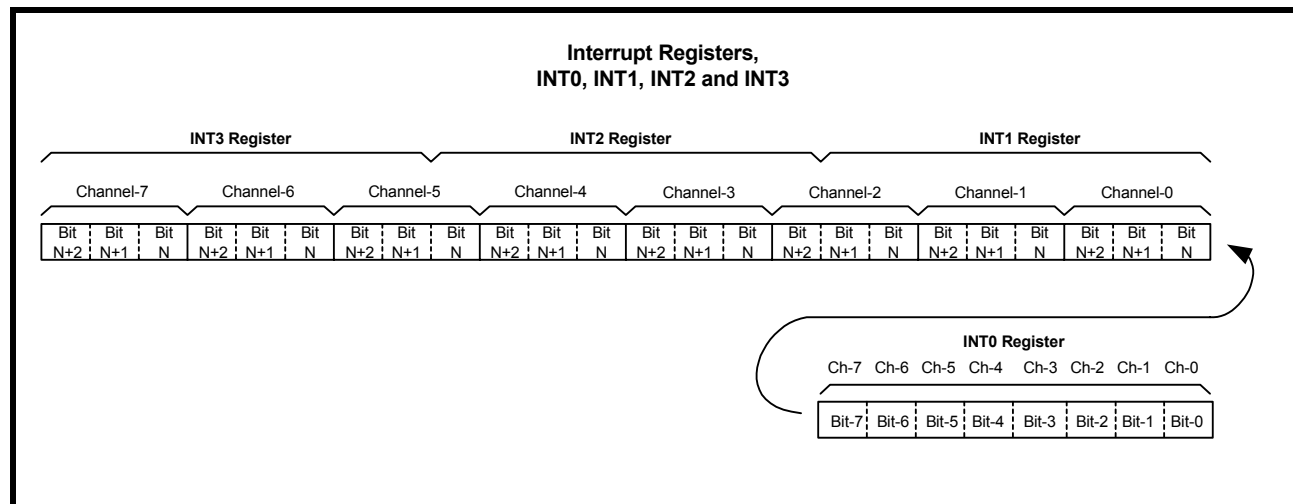 Interrupt Registers,
INT0, INT1, INT2 and INT3
INT3 Register INT2 Register INT1 Register
Channel-7 Channel-6 Channel-5 Channel-4 Channel-3 Channel-2 Channel-1 Channel-0
Bit Bit Bit Bit Bit Bit Bit Bit Bit Bit Bit Bit Bit Bit Bit Bit Bit Bit Bit Bit Bit Bit Bit Bit
N+2 N+1 N N+2 N+1 N N+2 N+1 N N+2 N+1 N N+2 N+1 N N+2 N+1 N N+2 N+1 N N+2 N+1 N
INT0 Register
Ch-7 Ch-6 Ch-5 Ch-4 Ch-3 Ch-2 Ch-1 Ch-0
Bit-7 Bit-6 Bit-5 Bit-4 Bit-3 Bit-2 Bit-1 Bit-0